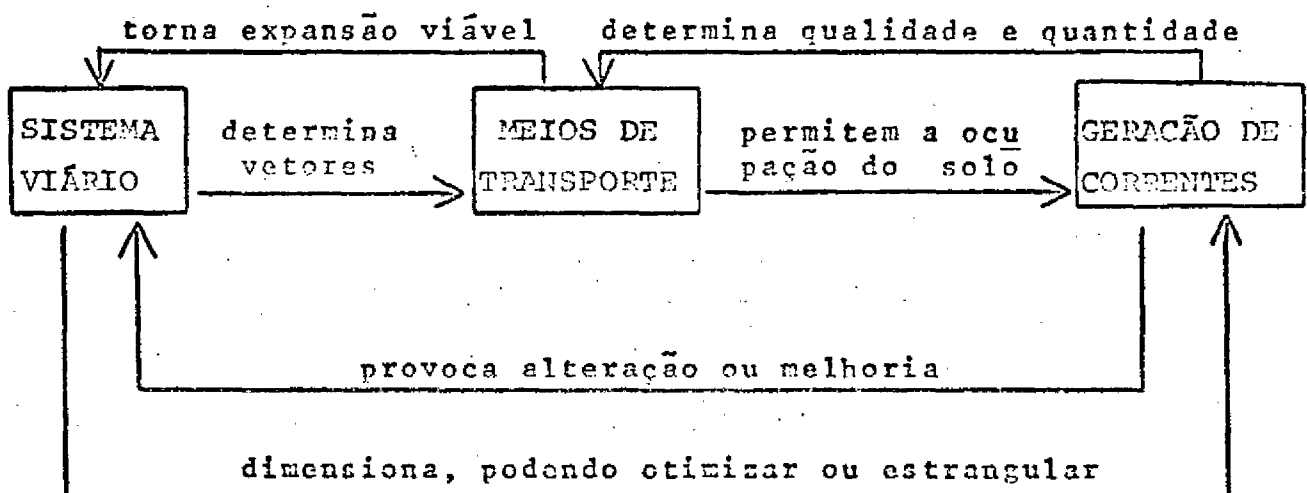 torna expansão viável determina qualidade e quantidade
SISTEMA
VIÁRIO
determina
vetores
MEIOS DE
TRANSPORTE
permitem a ocu
pação do solo
GERAÇÃO DE
CORRENTES
provoca alteração ou melhoria
dimensiona, podendo otimizar ou estrangular